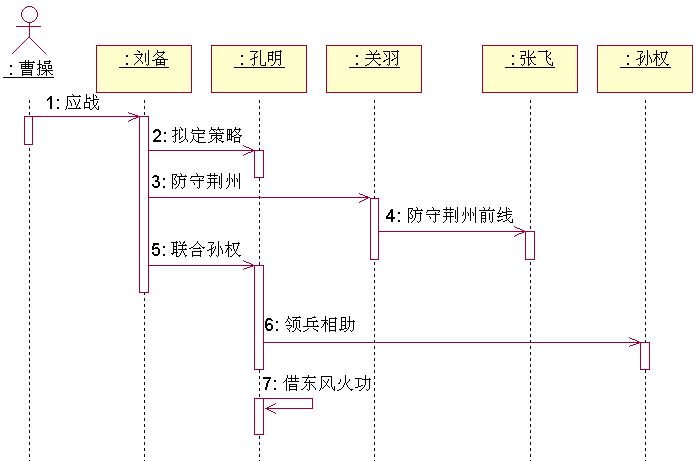 : 曹操
: 刘备
: 孔明
: 关羽
: 张飞
: 孙权
1: 应战
2: 拟定策略
3: 防守荆州
4: 防守荆州前线
5: 联合孙权
6: 领兵相助
7: 借东风火功